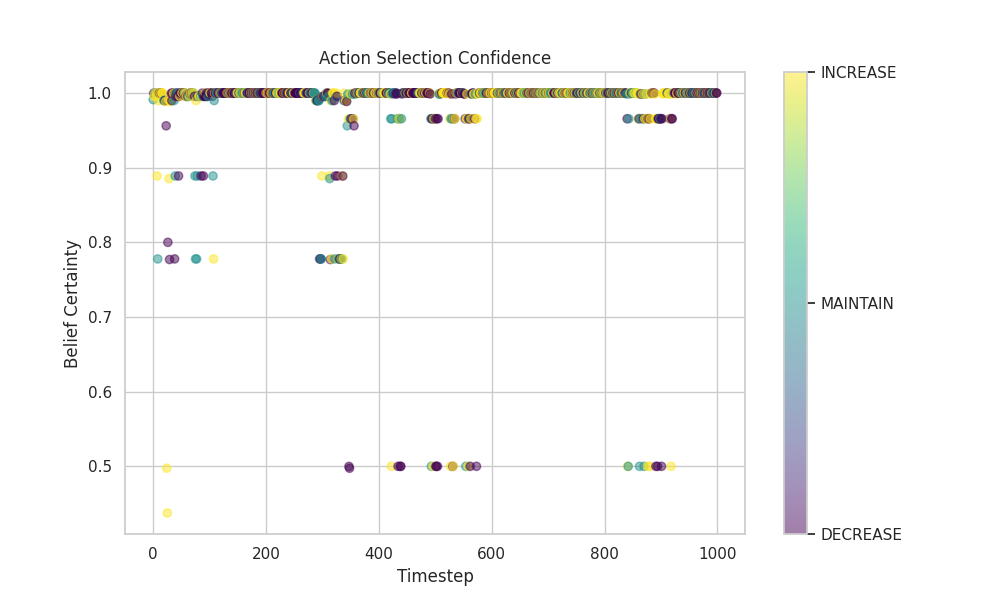 Action Selection Confidence
Belief Certainty
1.0
0.9
0.8
0.7
0.6
0.5
0
200
400
600
800
1000
Timestep
INCREASE
MAINTAIN
DECREASE